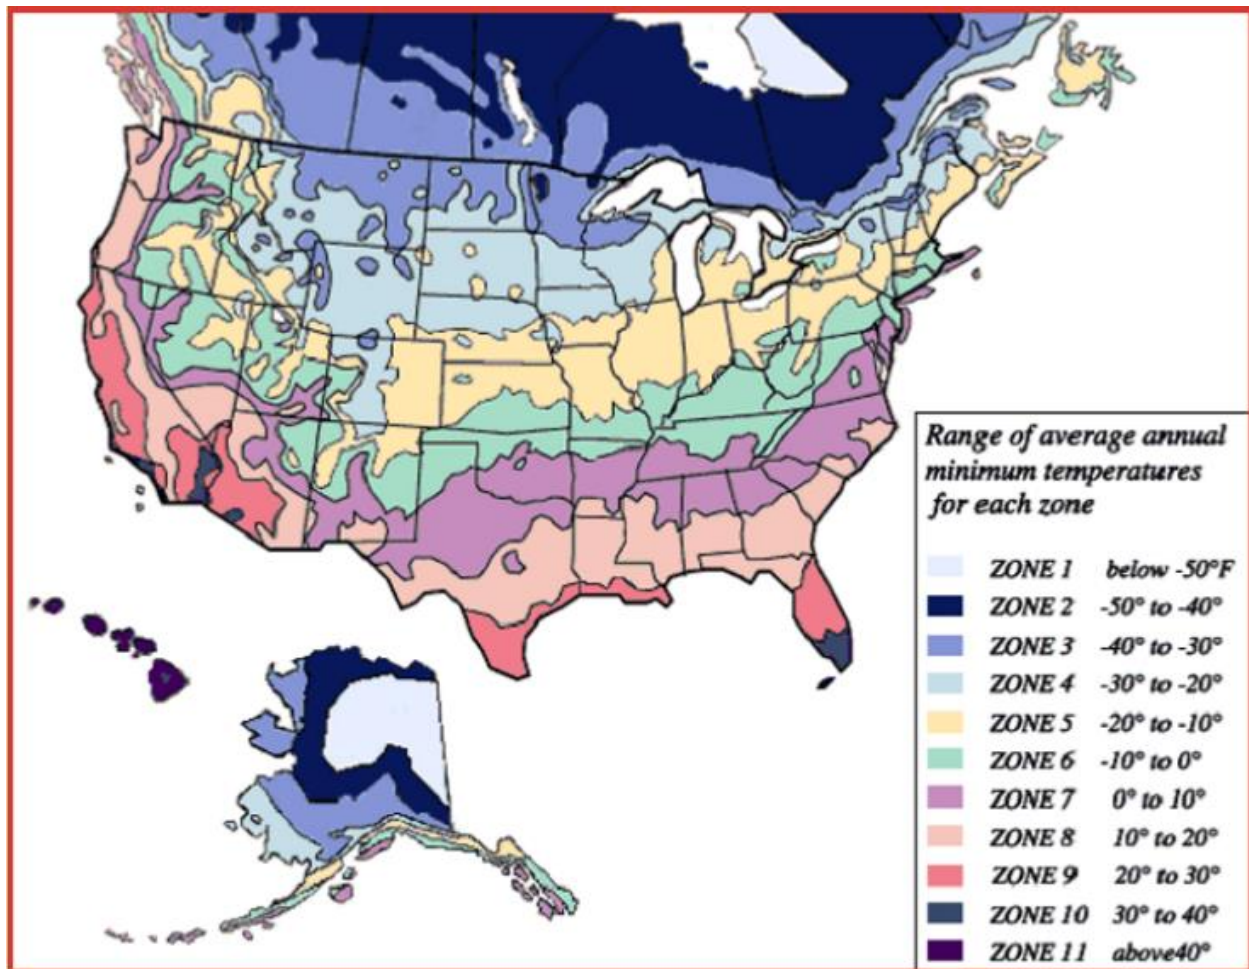 Range of average annual
minimum temperatures
for each zone
ZONE 1 below -50°F
ZONE 2 -50° to -40°
ZONE 3 -40° to -30°
ZONE 4 -30° to -20°
ZONE 5 -20° to -10°
ZONE 6 -10° to 0°
ZONE 7 0° to 10°
ZONE 8 10° to 20°
ZONE 9 20° to 30°
ZONE 10 30° to 40°
ZONE 11 above40°